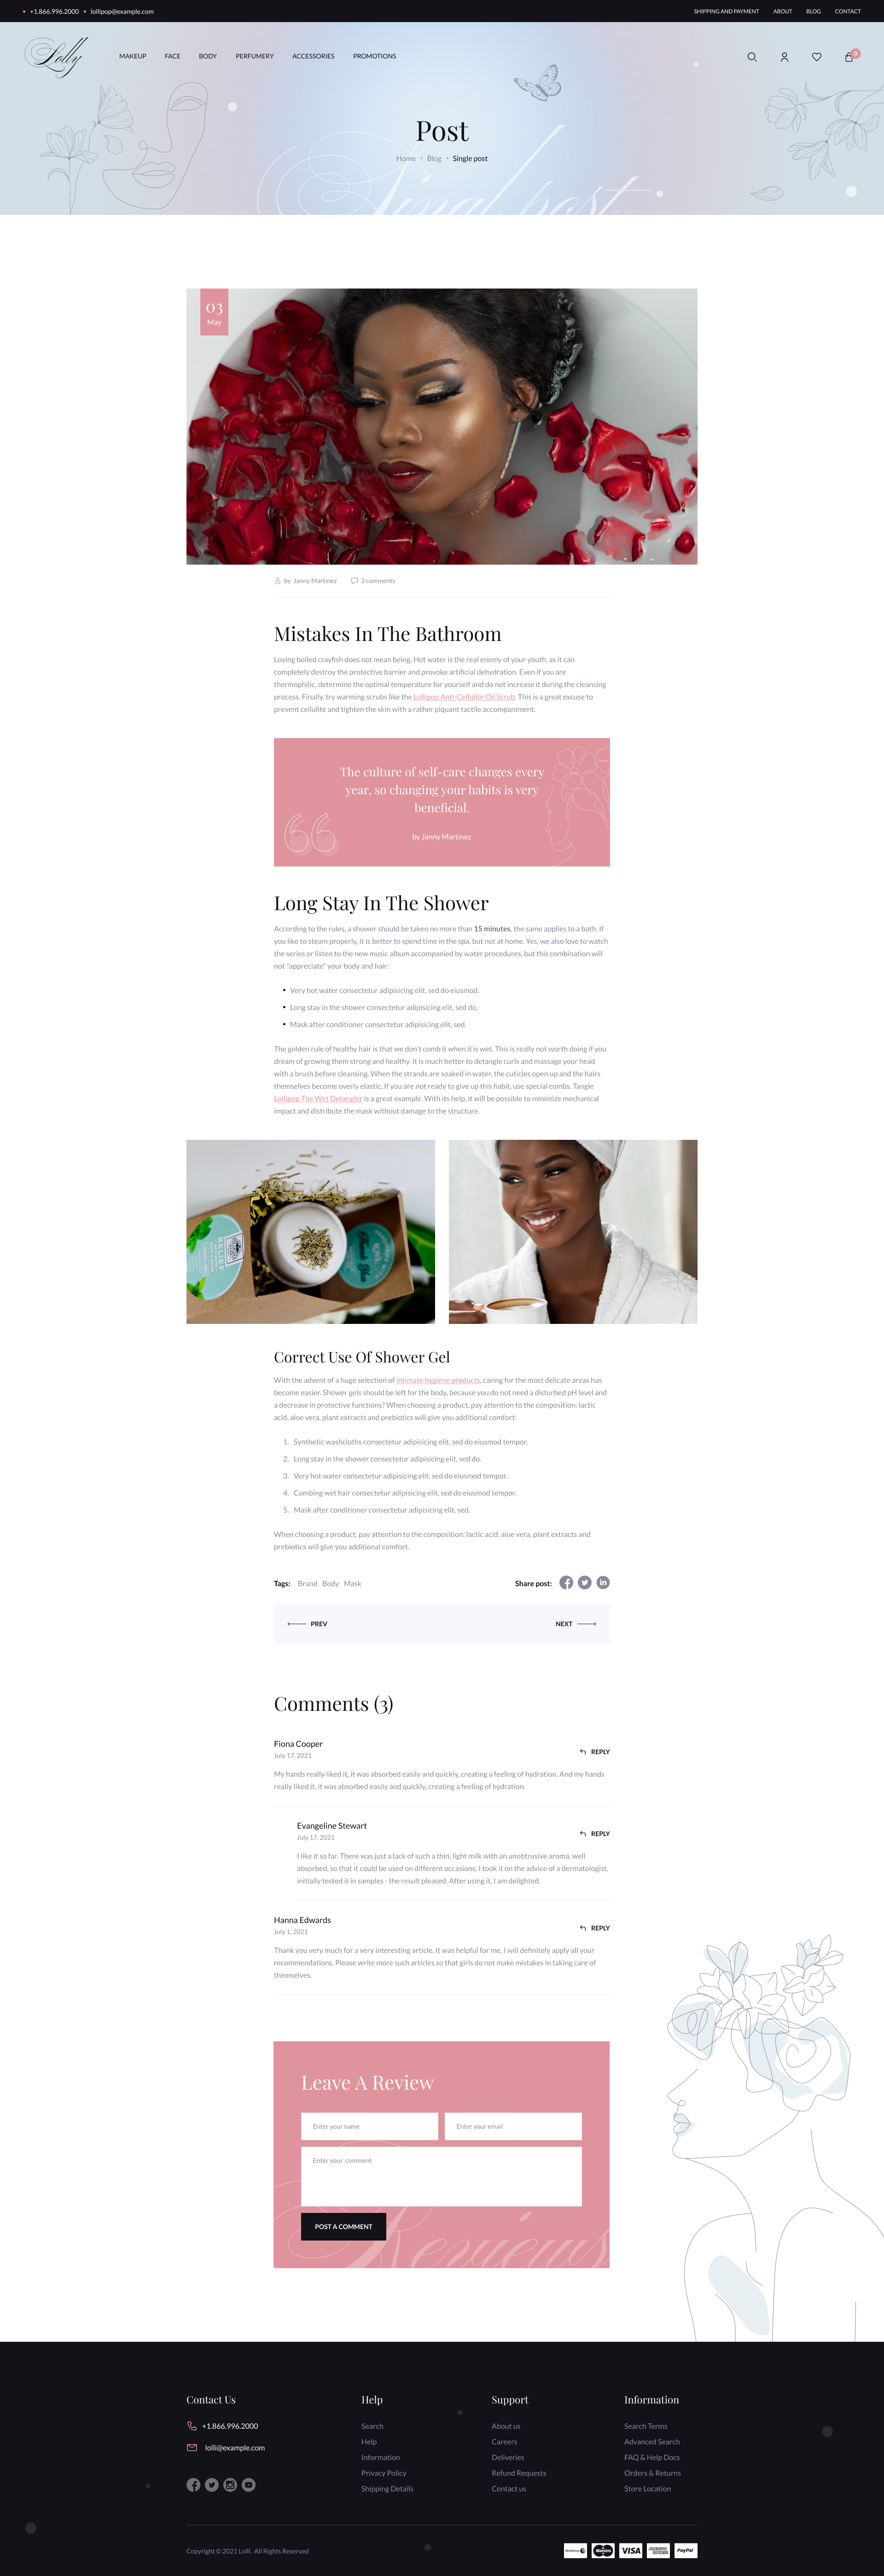 +1.866.996.2000 lollipop@example.com SHIPPING AND PAYMENT ABOUT BLOG CONTACT
Lolly MAKEUP FACE BODY PERFUMERY ACCESSORIES PROMOTIONS 0
Post
Home Blog Single post
03
May
by Janny Martinez 3 comments
Mistakes In The Bathroom
Loving boiled crayfish does not mean being. Hot water is the real enemy of your youth, as it can
completely destroy the protective barrier and provoke artificial dehydration. Even if you are
thermophilic, determine the optimal temperature for yourself and do not increase it during the cleansing
process. Finally, try warming scrubs like the Lollipop Anti-Cellulite Oil Scrub. This is a great excuse to
prevent cellulite and tighten the skin with a rather piquant tactile accompaniment.
The culture of self-care changes every
year, so changing your habits is very
beneficial.
by Janny Martinez
Long Stay In The Shower
According to the rules, a shower should be taken no more than 15 minutes, the same applies to a bath. If
you like to steam properly, it is better to spend time in the spa, but not at home. Yes, we also love to watch
the series or listen to the new music album accompanied by water procedures, but this combination will
not "appreciate" your body and hair:
• Very hot water consectetur adipisicing elit, sed do eiusmod.
• Long stay in the shower consectetur adipisicing elit, sed do.
• Mask after conditioner consectetur adipisicing elit, sed.
The golden rule of healthy hair is that we don't comb it when it is wet. This is really not worth doing if you
dream of growing them strong and healthy. It is much better to detangle curls and massage your head
with a brush before cleansing. When the strands are soaked in water, the cuticles open up and the hairs
themselves become overly elastic. If you are not ready to give up this habit, use special combs. Tangle
Lollipop The Wet Detangler is a great example. With its help, it will be possible to minimize mechanical
impact and distribute the mask without damage to the structure.
Correct Use Of Shower Gel
With the advent of a huge selection of intimate hygiene products, caring for the most delicate areas has
become easier. Shower gels should be left for the body, because you do not need a disturbed pH level and
a decrease in protective functions? When choosing a product, pay attention to the composition: lactic
acid, aloe vera, plant extracts and prebiotics will give you additional comfort:
1. Synthetic washcloths consectetur adipisicing elit, sed do eiusmod tempor.
2. Long stay in the shower consectetur adipisicing elit, sed do.
3. Very hot water consectetur adipisicing elit, sed do eiusmod tempor.
4. Combing wet hair consectetur adipisicing elit, sed do eiusmod tempor.
5. Mask after conditioner consectetur adipisicing elit, sed.
When choosing a product, pay attention to the composition: lactic acid, aloe vera, plant extracts and
prebiotics will give you additional comfort.
Tags: Brand Body Mask Share post:
PREV NEXT
Comments (3)
Fiona Cooper
July 17, 2021
REPLY
My hands really liked it, it was absorbed easily and quickly, creating a feeling of hydration. And my hands
really liked it, it was absorbed easily and quickly, creating a feeling of hydration.
Evangeline Stewart
July 17, 2021
REPLY
I like it so far. There was just a lack of such a thin, light milk with an unobtrusive aroma, well
absorbed, so that it could be used on different occasions. I took it on the advice of a dermatologist,
initially tested it in samples - the result pleased. After using it, I am delighted.
Hanna Edwards
July 1, 2021
REPLY
Thank you very much for a very interesting article. It was helpful for me. I will definitely apply all your
recommendations. Please write more such articles so that girls do not make mistakes in taking care of
themselves.
Leave A Review
Enter your name Enter your email
Enter your comment
POST A COMMENT
Reviews
Contact Us Help Support Information
+1.866.996.2000 Search About us Search Terms
lolli@example.com Help Careers Advanced Search
Information Deliveries FAQ & Help Docs
Privacy Policy Refund Requests Orders & Returns
Shipping Details Contact us Store Location
Copyright © 2021 Lolli. All Rights Reserved Maestro VISA PayPal